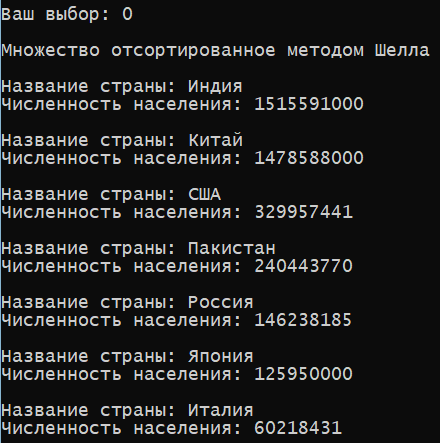 Ваш выбор: 0
Множество отсортированное методом Шелла
Название страны: Индия
Численность населения: 1515591000
Название страны: Китай
Численность населения: 1478588000
Название страны: США
Численность населения: 329957441
Название страны: Пакистан
Численность населения: 240443770
Название страны: Россия
Численность населения: 146238185
Название страны: Япония
Численность населения: 125950000
Название страны: Италия
Численность населения: 60218431